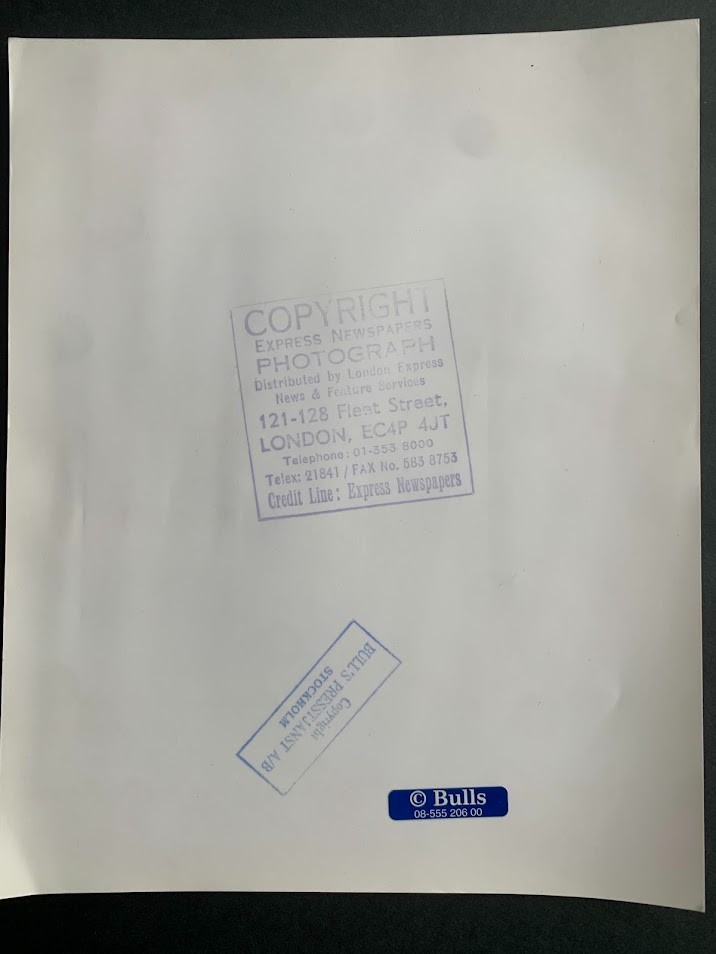 COPYRIGHT
EXPRESS NEWSPAPERS
PHOTOGRAPH
Distributed by London Express
News & Feature Services
121-128 Fleet Street,
LONDON, EC4P 4JT
Telephone: 01-353 8000
Telex: 21841 / FAX No. 583 8753
Credit Line: Express Newspapers
Copyright
BULL'S PRESSTJÄNST A/B
STOCKHOLM
© Bulls
08-555 206 00